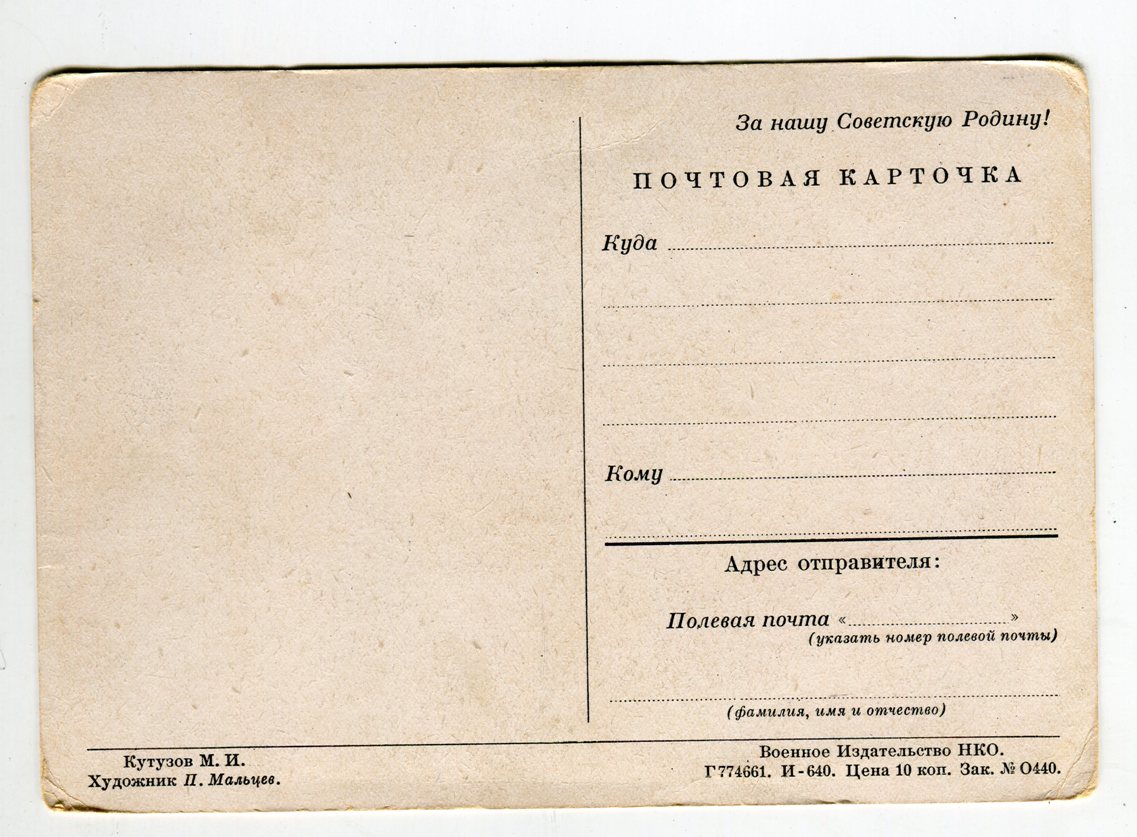 За нашу Советскую Родину!
ПОЧТОВАЯ КАРТОЧКА
Куда
Кому
Адрес отправителя:
Полевая почта « »
(указать номер полевой почты)
(фамилия, имя и отчество)
Кутузов М. И.
Художник П. Мальцев.
Военное Издательство НКО.
Г774661. И-640. Цена 10 коп. Зак. № О440.